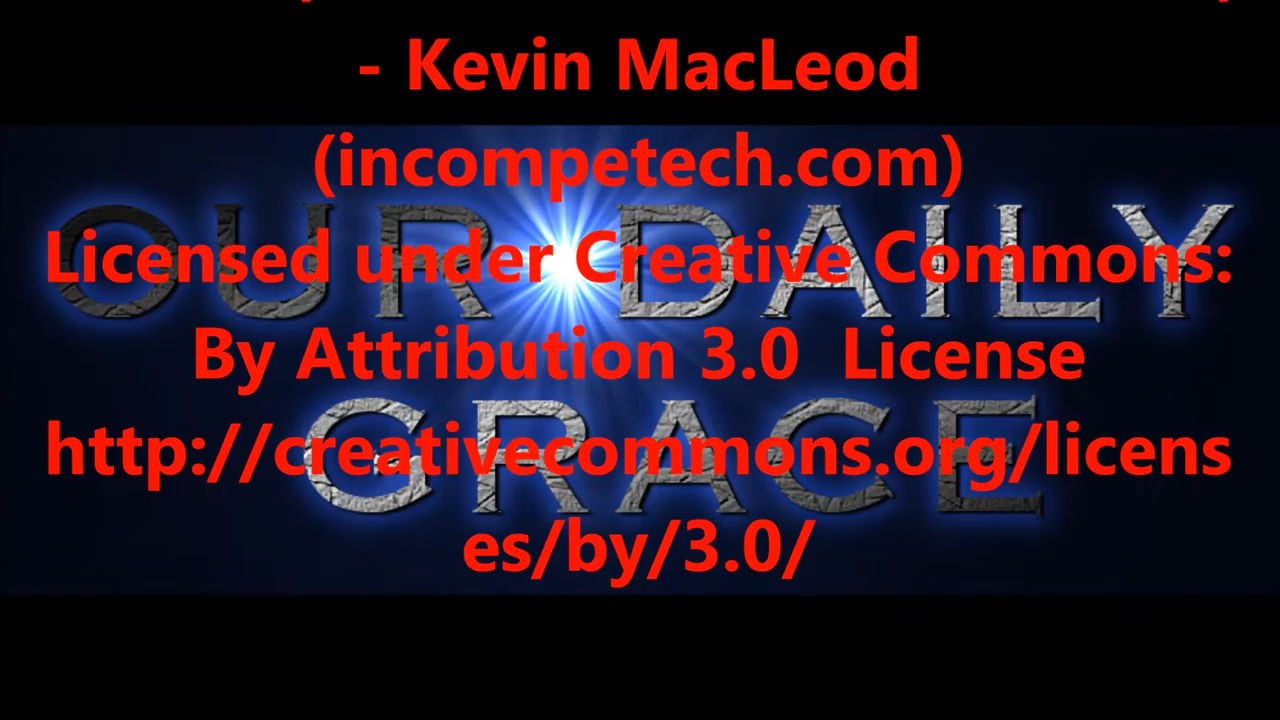 - Kevin MacLeod
(incompetech.com)
OUR DAILY
Licensed under Creative Commons:
By Attribution 3.0  License
GRACE
http://creativecommons.org/licens
es/by/3.0/